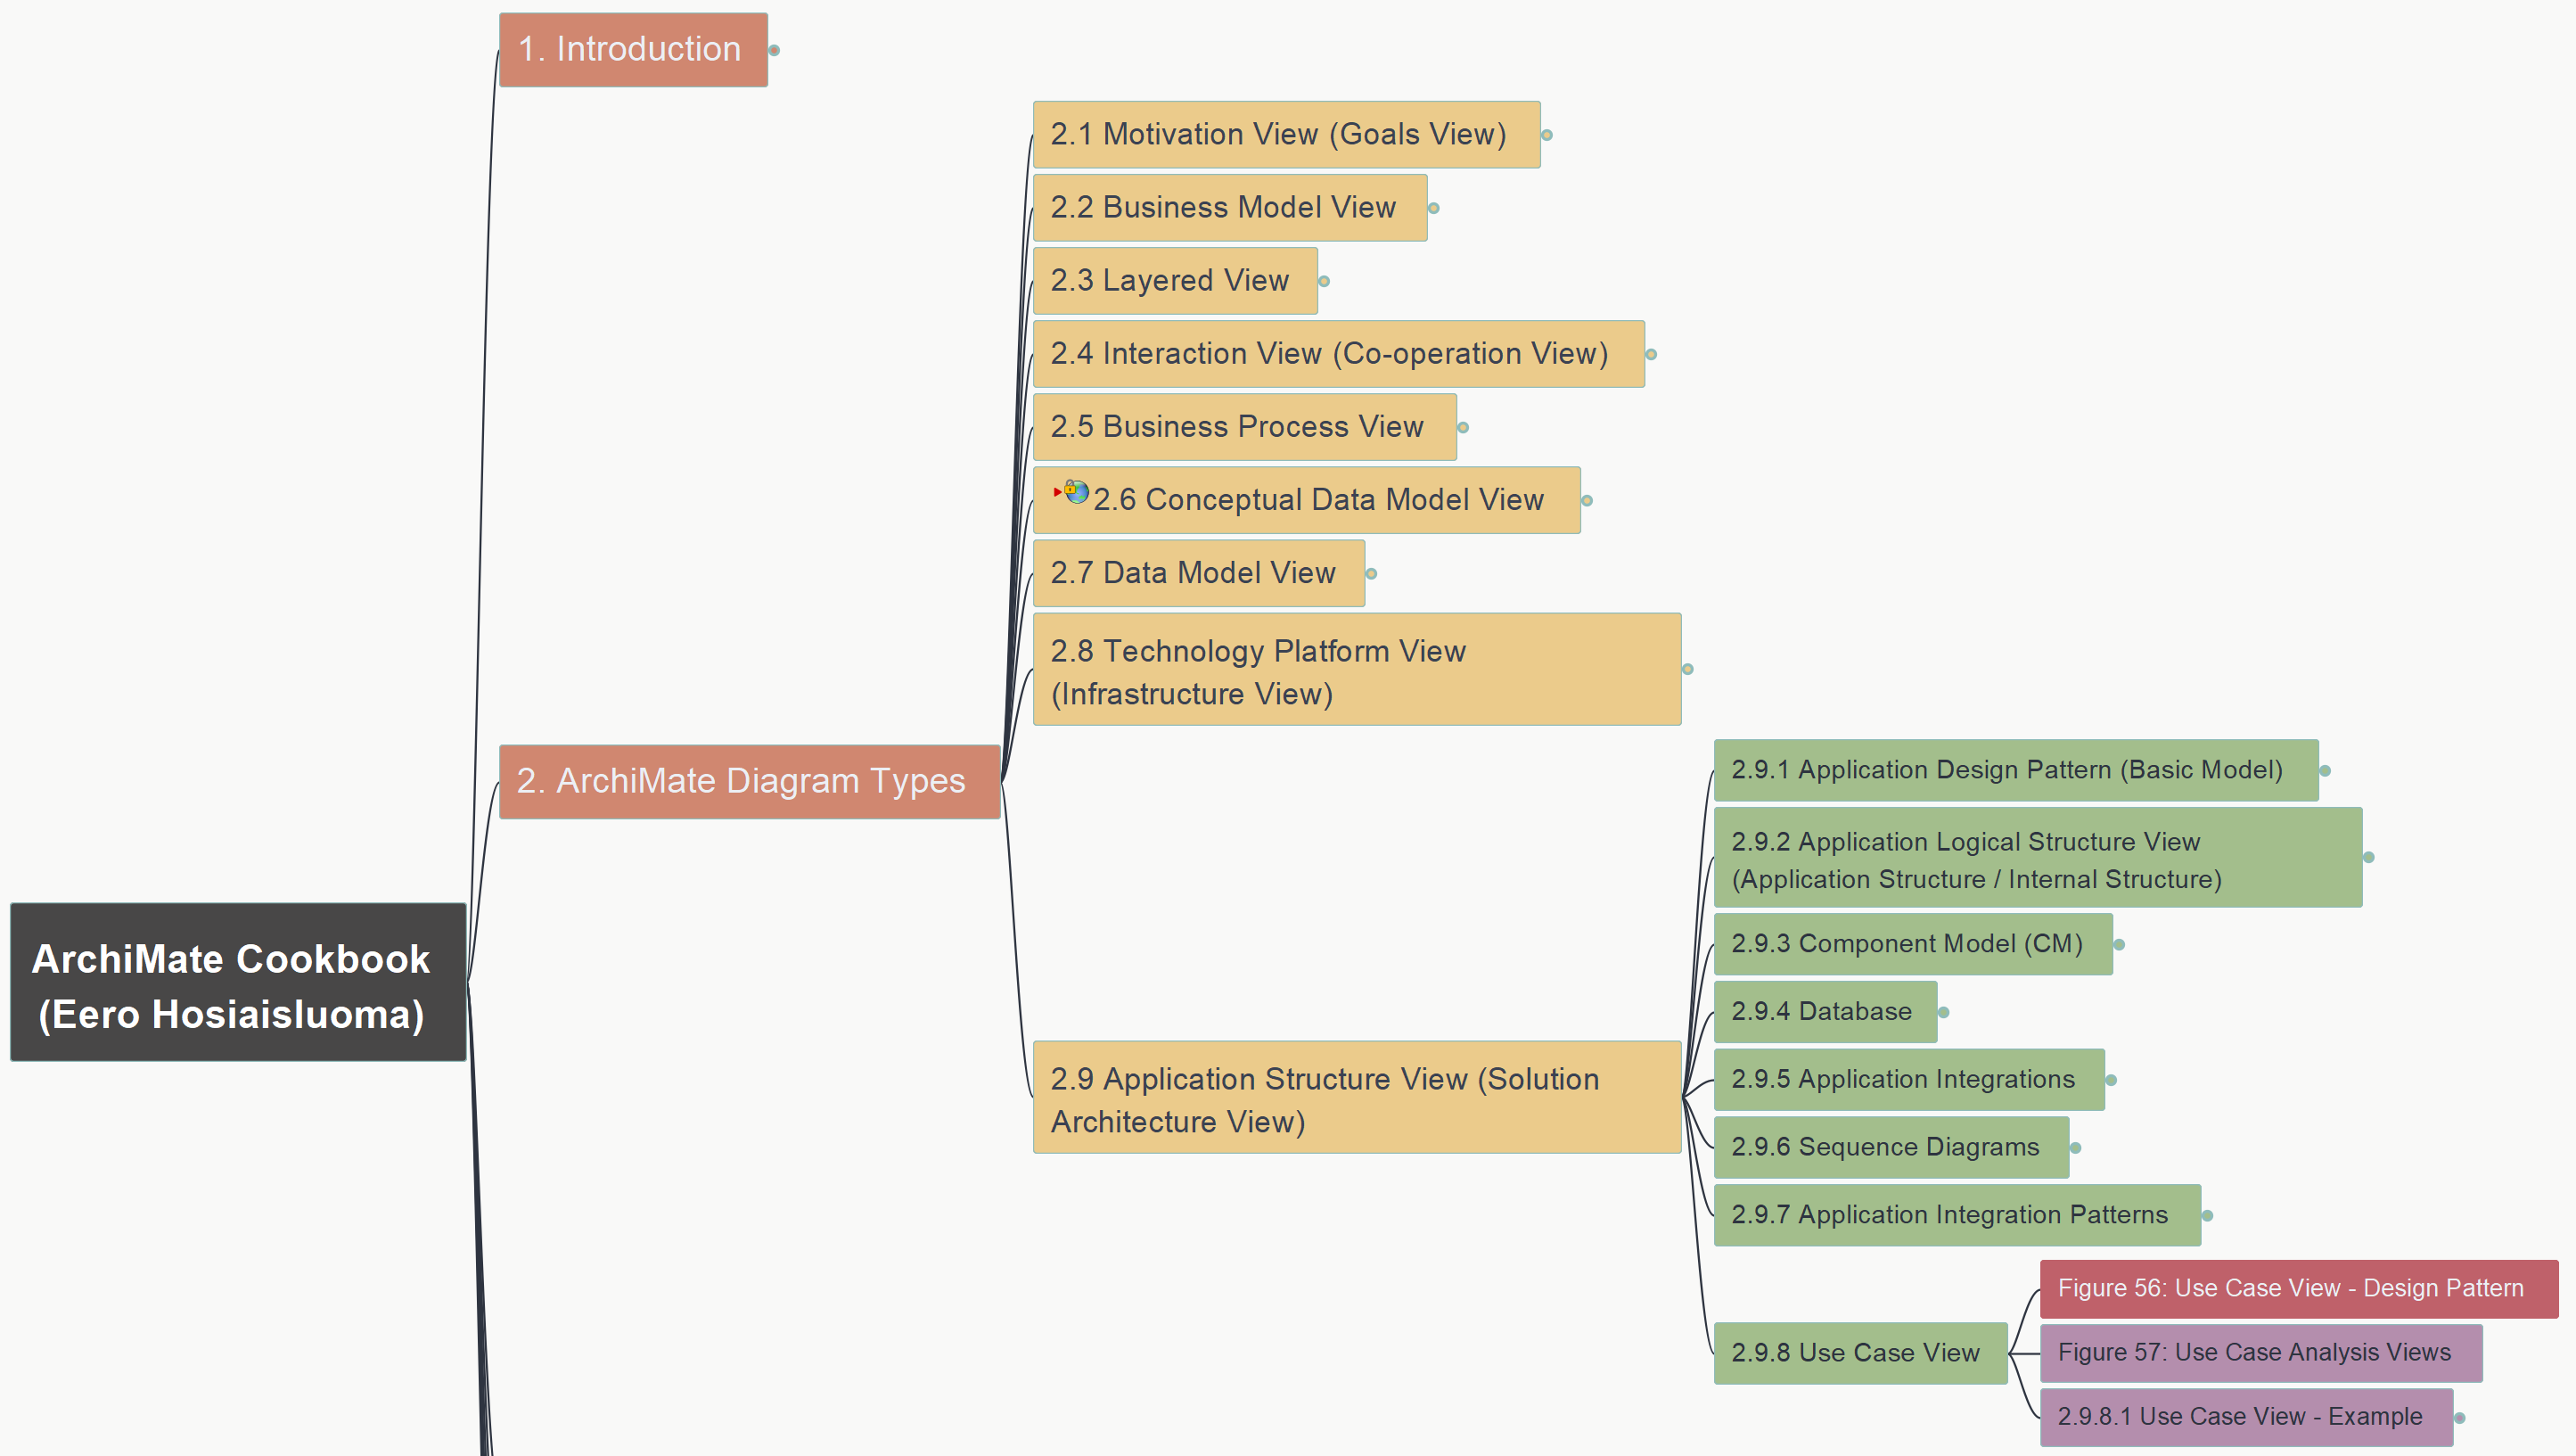 1. Introduction
2.1 Motivation View (Goals View)
2.2 Business Model View
2.3 Layered View
2.4 Interaction View (Co-operation View)
2.5 Business Process View
2.6 Conceptual Data Model View
2.7 Data Model View
2.8 Technology Platform View
(Infrastructure View)
2. ArchiMate Diagram Types
2.9.1 Application Design Pattern (Basic Model)
2.9.2 Application Logical Structure View
(Application Structure / Internal Structure)
2.9.3 Component Model (CM)
ArchiMate Cookbook
(Eero Hosiaisluoma)
2.9.4 Database
2.9 Application Structure View (Solution
Architecture View)
2.9.5 Application Integrations
2.9.6 Sequence Diagrams
2.9.7 Application Integration Patterns
2.9.8 Use Case View
Figure 56: Use Case View - Design Pattern
Figure 57: Use Case Analysis Views
2.9.8.1 Use Case View - Example